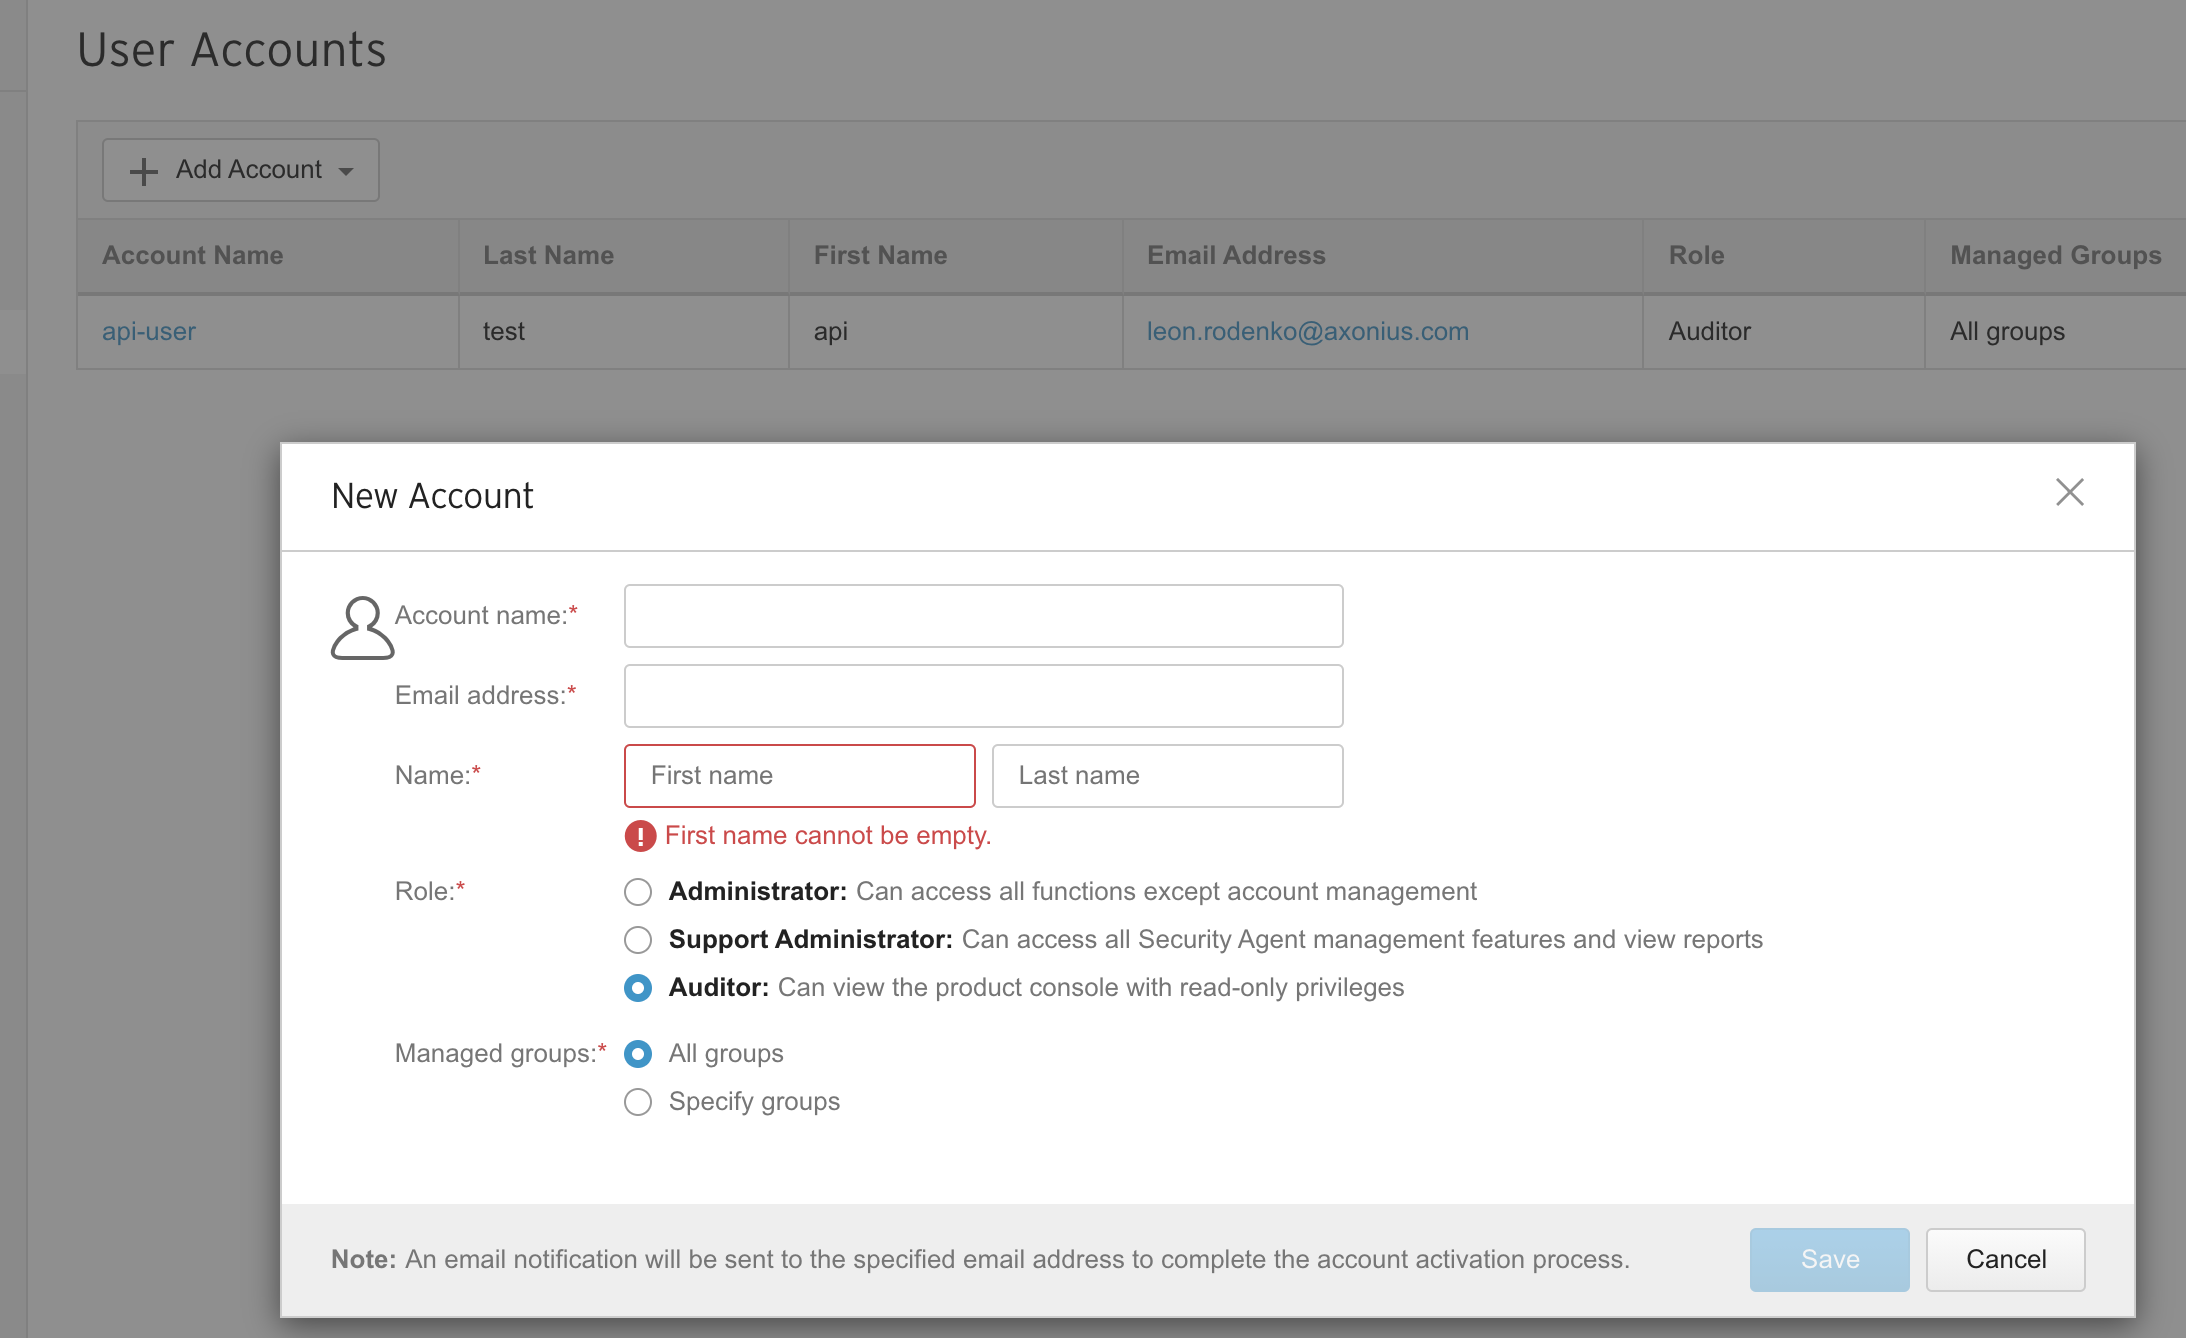 User Accounts
Add Account
Account Name Last Name First Name Email Address Role Managed Groups
api-user test api leon.rodenko@axonius.com Auditor All groups
New Account
Account name:*
Email address:*
Name:* First name Last name
First name cannot be empty.
Role:* Administrator: Can access all functions except account management
Support Administrator: Can access all Security Agent management features and view reports
Auditor: Can view the product console with read-only privileges
Managed groups:* All groups
Specify groups
Note: An email notification will be sent to the specified email address to complete the account activation process. Save Cancel